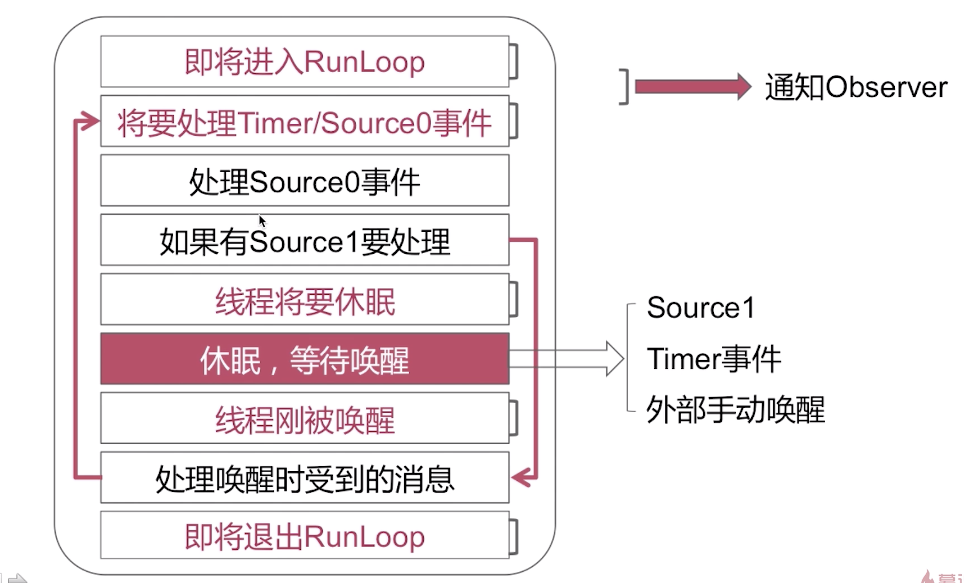 即将进入RunLoop
通知Observer
将要处理Timer/Source0事件
处理Source0事件
如果有Source1要处理
线程将要休眠
Source1
休眠，等待唤醒
Timer事件
外部手动唤醒
线程刚被唤醒
处理唤醒时受到的消息
即将退出RunLoop